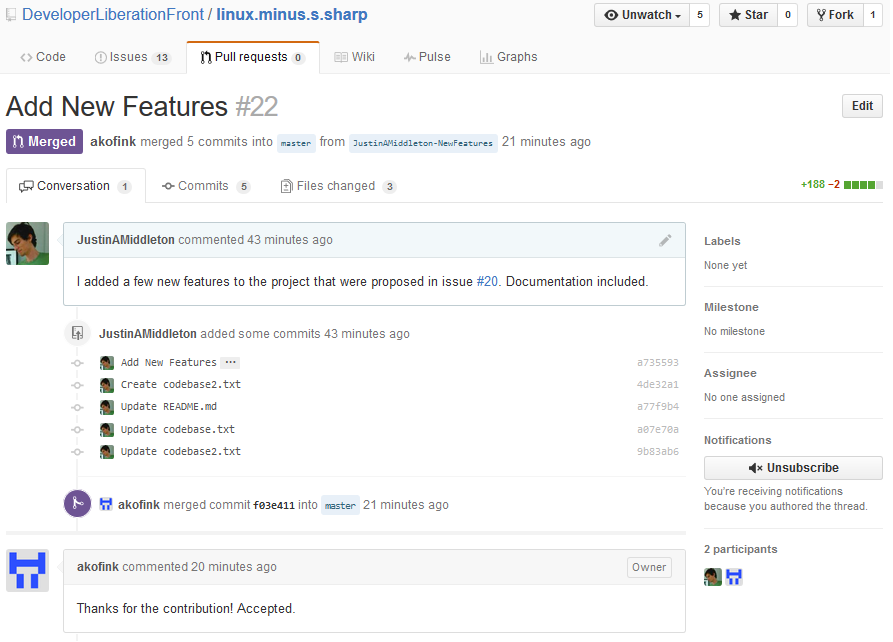 DeveloperLiberationFront / linux.minus.s.sharp
Unwatch 5 Star 0 Fork 1
Code Issues 13 Pull requests 0 Wiki Pulse Graphs
Add New Features #22
Edit
Merged akofink merged 5 commits into master from JustinAMiddleton-NewFeatures 21 minutes ago
Conversation 1 Commits 5 Files changed 3
+188 −2
JustinAMiddleton commented 43 minutes ago
I added a few new features to the project that were proposed in issue #20. Documentation included.
JustinAMiddleton added some commits 43 minutes ago
Add New Features ··· a735593
Create codebase2.txt 4de32a1
Update README.md a77f9b4
Update codebase.txt a07e70a
Update codebase2.txt 9b83ab6
akofink merged commit f03e411 into master 21 minutes ago
akofink commented 20 minutes ago Owner
Thanks for the contribution! Accepted.
Labels
None yet
Milestone
No milestone
Assignee
No one assigned
Notifications
Unsubscribe
You're receiving notifications
because you authored the thread.
2 participants